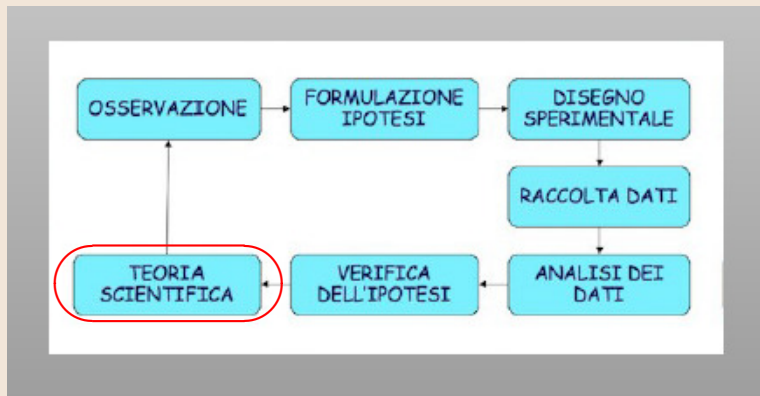 OSSERVAZIONE
FORMULAZIONE
IPOTESI
DISEGNO
SPERIMENTALE
RACCOLTA DATI
ANALISI DEI
DATI
VERIFICA
DELL'IPOTESI
TEORIA
SCIENTIFICA